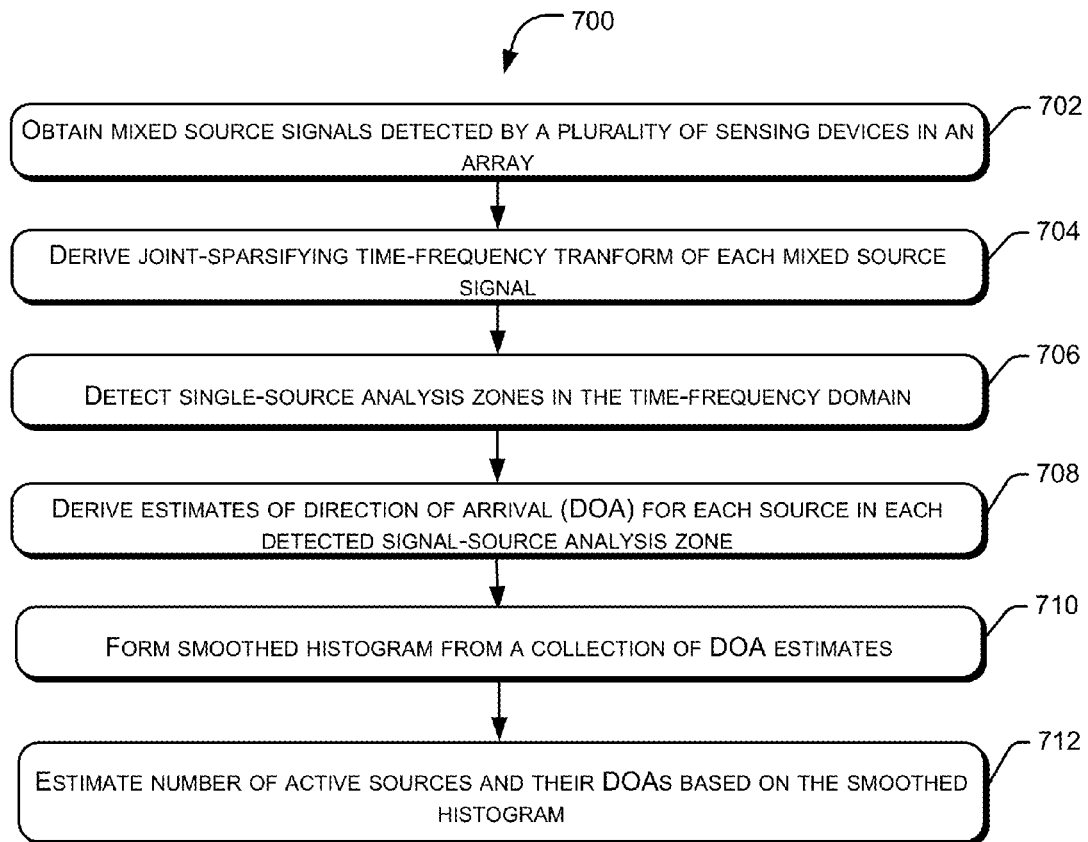 700
702
OBTAIN MIXED SOURCE SIGNALS DETECTED BY A PLURALITY OF SENSING DEVICES IN AN
ARRAY
704
DERIVE JOINT-SPARSIFYING TIME-FREQUENCY TRANFORM OF EACH MIXED SOURCE
SIGNAL
706
DETECT SINGLE-SOURCE ANALYSIS ZONES IN THE TIME-FREQUENCY DOMAIN
708
DERIVE ESTIMATES OF DIRECTION OF ARRIVAL (DOA) FOR EACH SOURCE IN EACH
DETECTED SIGNAL-SOURCE ANALYSIS ZONE
710
FORM SMOOTHED HISTOGRAM FROM A COLLECTION OF DOA ESTIMATES
712
ESTIMATE NUMBER OF ACTIVE SOURCES AND THEIR DOAS BASED ON THE SMOOTHED
HISTOGRAM